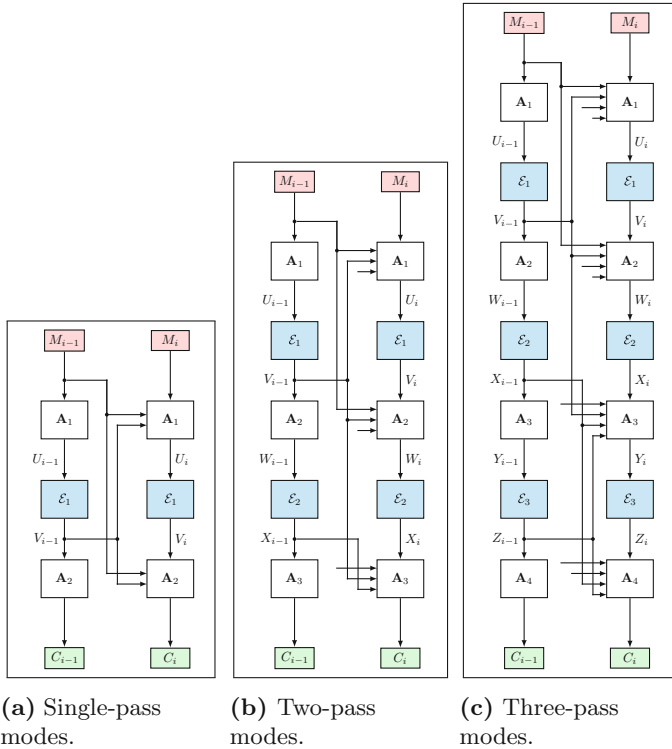 M_{i-1} M_i
A_1 A_1
U_{i-1} U_i
ℰ_1 ℰ_1
V_{i-1} V_i
A_2 A_2
C_{i-1} C_i
(a) Single-pass
modes.
M_{i-1} M_i
A_1 A_1
U_{i-1} U_i
ℰ_1 ℰ_1
V_{i-1} V_i
A_2 A_2
W_{i-1} W_i
ℰ_2 ℰ_2
X_{i-1} X_i
A_3 A_3
C_{i-1} C_i
(b) Two-pass
modes.
M_{i-1} M_i
A_1 A_1
U_{i-1} U_i
ℰ_1 ℰ_1
V_{i-1} V_i
A_2 A_2
W_{i-1} W_i
ℰ_2 ℰ_2
X_{i-1} X_i
A_3 A_3
Y_{i-1} Y_i
ℰ_3 ℰ_3
Z_{i-1} Z_i
A_4 A_4
C_{i-1} C_i
(c) Three-pass
modes.